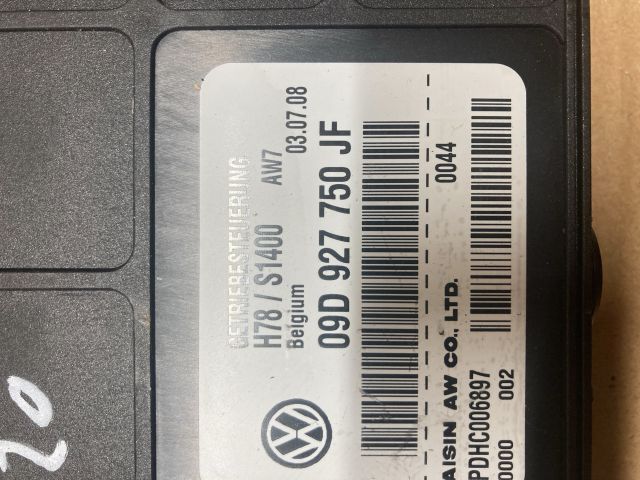 GETRIEBESTEUERUNG
H78 / S1400 AW7
Belgium 03.07.08
09D 927 750 JF
0044
AISIN AW CO., LTD.
PDHC006897
0000 002
20